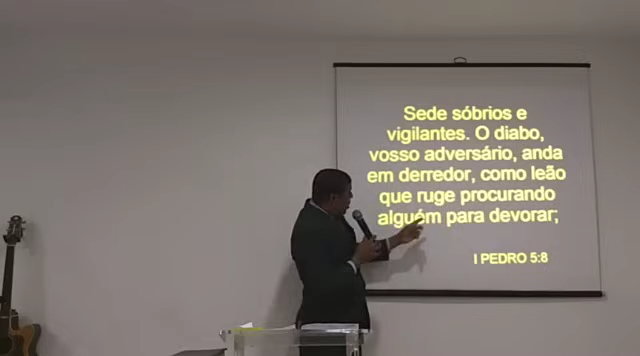 Sede sóbrios e
vigilantes. O diabo,
vosso adversário, anda
em derredor, como leão
que ruge procurando
alguém para devorar;
I PEDRO 5:8